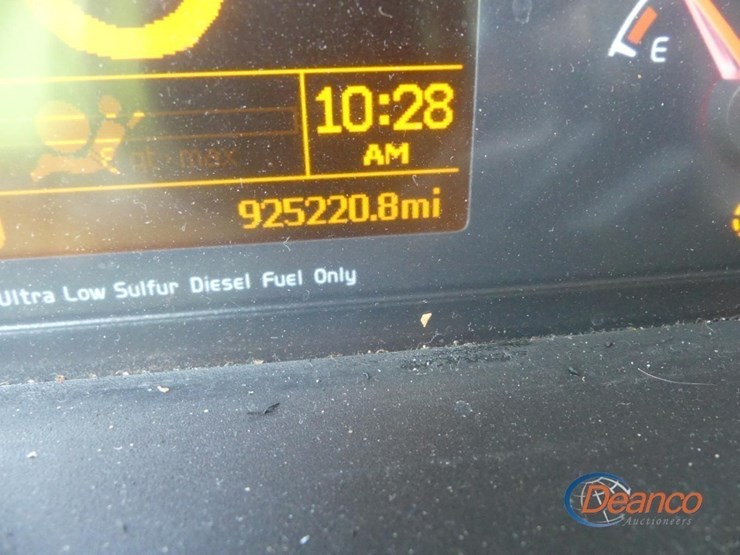 E
10:28
AM
925220.8mi
Ultra Low Sulfur Diesel Fuel Only
Deanco
Auctioneers